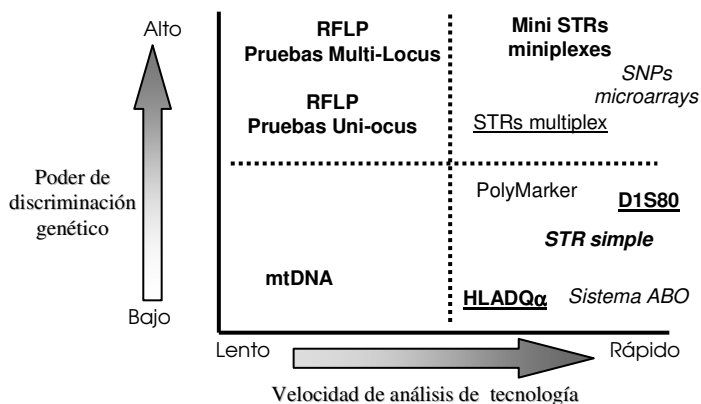 Alto
RFLP
Pruebas Multi-Locus
Mini STRs
miniplexes
SNPs
microarrays
RFLP
Pruebas Uni-ocus
STRs multiplex
Poder de
discriminación
genético
PolyMarker
D1S80
STR simple
mtDNA
HLADQα
Sistema ABO
Bajo
Lento
Rápido
Velocidad de análisis de tecnología